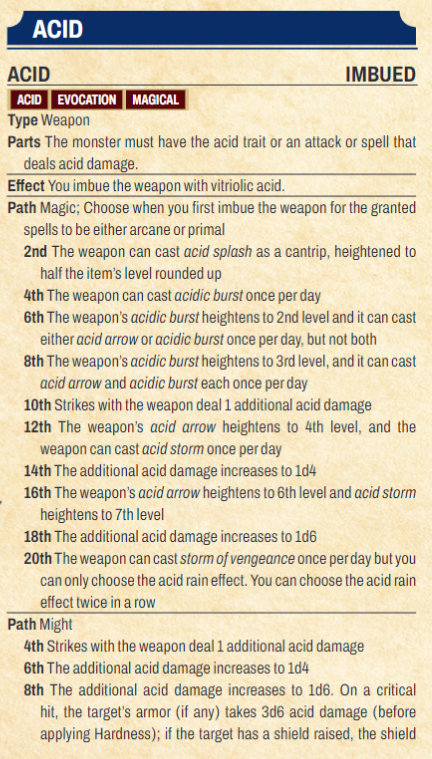 ACID
ACID IMBUED
ACID EVOCATION MAGICAL
Type Weapon
Parts The monster must have the acid trait or an attack or spell that
deals acid damage.
Effect You imbue the weapon with vitriolic acid.
Path Magic; Choose when you first imbue the weapon for the granted
spells to be either arcane or primal
2nd The weapon can cast acid splash as a cantrip, heightened to
half the item's level rounded up
4th The weapon can cast acidic burst once per day
6th The weapon's acidic burst heightens to 2nd level and it can cast
either acid arrow or acidic burst once per day, but not both
8th The weapon's acidic burst heightens to 3rd level, and it can cast
acid arrow and acidic burst each once per day
10th Strikes with the weapon deal 1 additional acid damage
12th The weapon's acid arrow heightens to 4th level, and the
weapon can cast acid storm once per day
14th The additional acid damage increases to 1d4
16th The weapon's acid arrow heightens to 6th level and acid storm
heightens to 7th level
18th The additional acid damage increases to 1d6
20th The weapon can cast storm of vengeance once per day but you
can only choose the acid rain effect. You can choose the acid rain
effect twice in a row
Path Might
4th Strikes with the weapon deal 1 additional acid damage
6th The additional acid damage increases to 1d4
8th The additional acid damage increases to 1d6. On a critical
hit, the target's armor (if any) takes 3d6 acid damage (before
applying Hardness); if the target has a shield raised, the shield